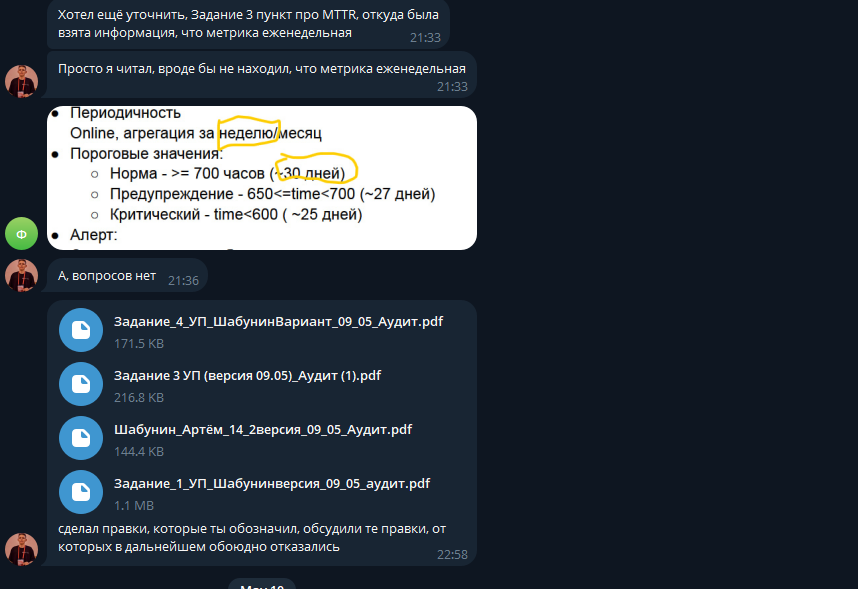 Хотел ещё уточнить, Задание 3 пункт про MTTR, откуда была
взята информация, что метрика еженедельная
21:33
Просто я читал, вроде бы не находил, что метрика еженедельная
21:33
• Периодичность
Online, агрегация за неделю/месяц
• Пороговые значения:
○ Норма - >= 700 часов (~30 дней)
○ Предупреждение - 650<=time<700 (~27 дней)
○ Критический - time<600 ( ~25 дней)
• Алерт:
Ф
А, вопросов нет 21:36
Задание_4_УП_ШабунинВариант_09_05_Аудит.pdf
171.5 KB
Задание 3 УП (версия 09.05)_Аудит (1).pdf
216.8 KB
Шабунин_Артём_14_2версия_09_05_Аудит.pdf
144.4 KB
Задание_1_УП_Шабунинверсия_09_05_аудит.pdf
1.1 MB
сделал правки, которые ты обозначил, обсудили те правки, от
которых в дальнейшем обоюдно отказались
22:58